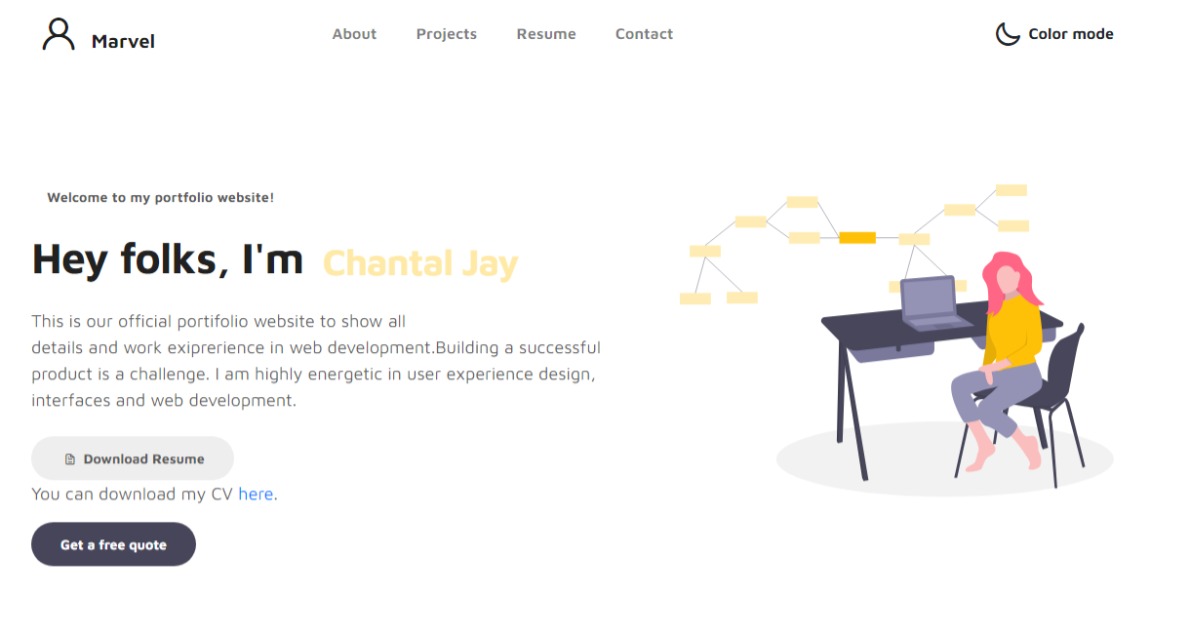 Marvel
About Projects Resume Contact
Color mode
Welcome to my portfolio website!
Hey folks, I'm Chantal Jay
This is our official portifolio website to show all
details and work exiprerience in web development.Building a successful
product is a challenge. I am highly energetic in user experience design,
interfaces and web development.
Download Resume
You can download my CV here.
Get a free quote